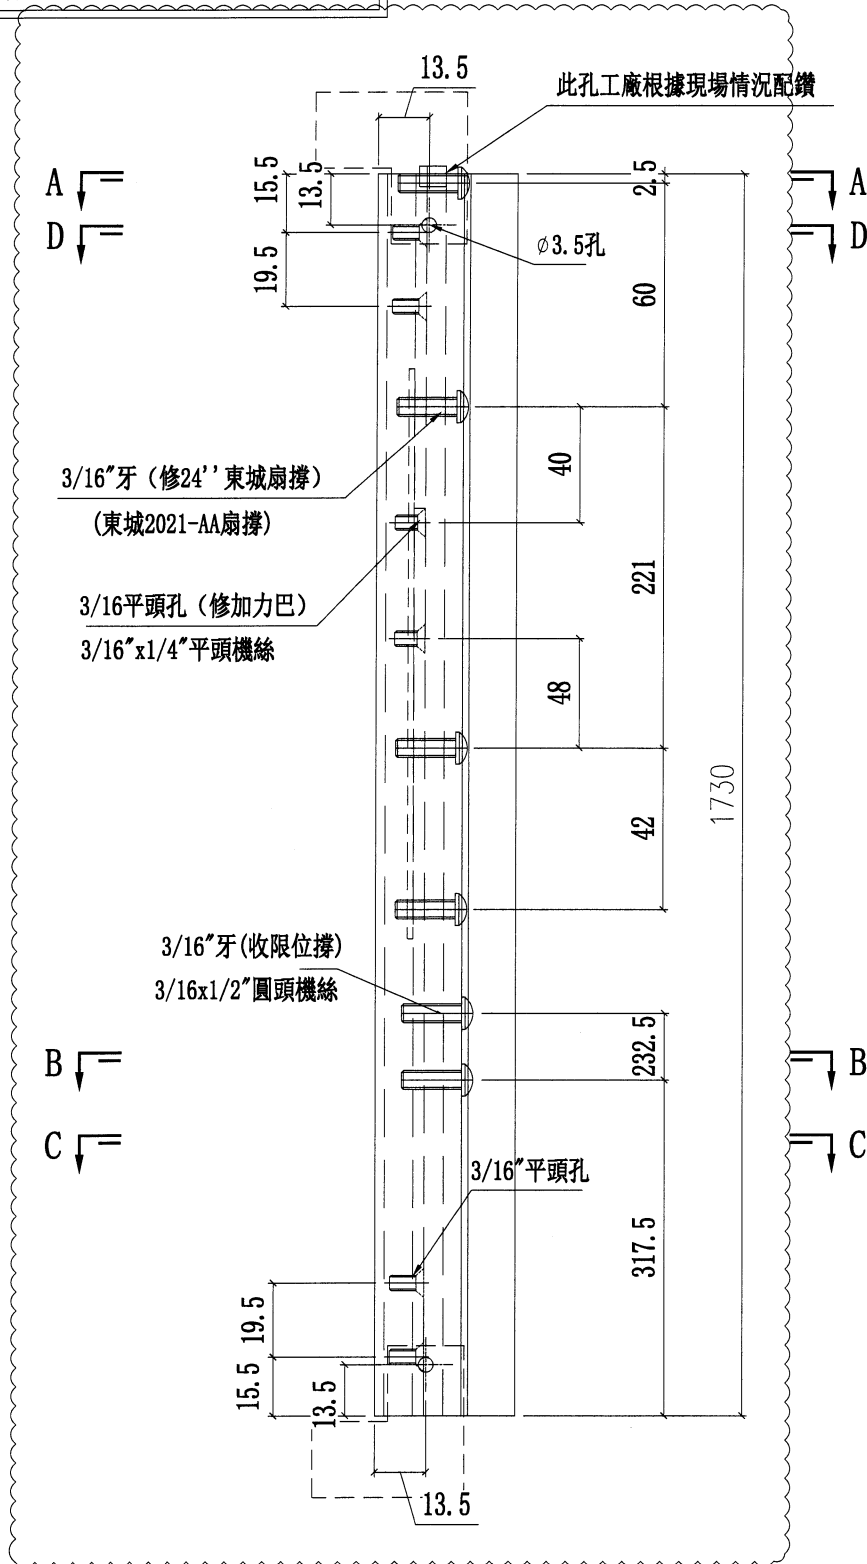 13.5
此孔工廠根據現場情況配鑽
A
15.5
13.5
2.5
A
D
D
ø3.5孔
19.5
60
40
3/16"牙（修24''東城扇撐）
(東城2021-AA扇撐)
221
3/16平頭孔（修加力巴）
3/16"x1/4"平頭機絲
48
1730
42
3/16"牙(收限位撐)
3/16x1/2"圓頭機絲
232.5
B
B
C
C
3/16"平頭孔
317.5
19.5
15.5
13.5
13.5